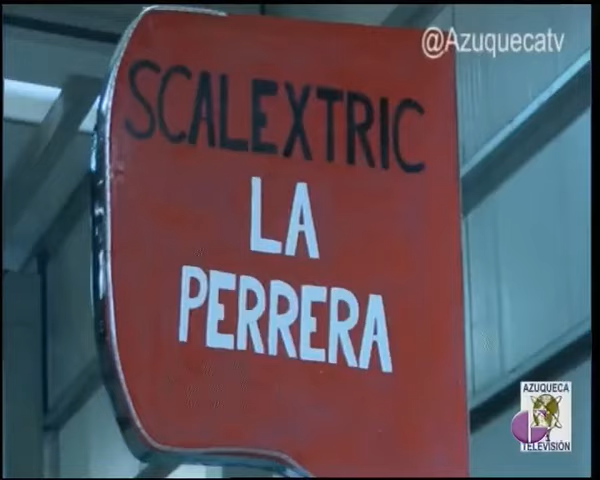 @Azuquecatv
SCALEXTRIC
LA
PERRERA
AZUQUECA
TELEVISIÓN